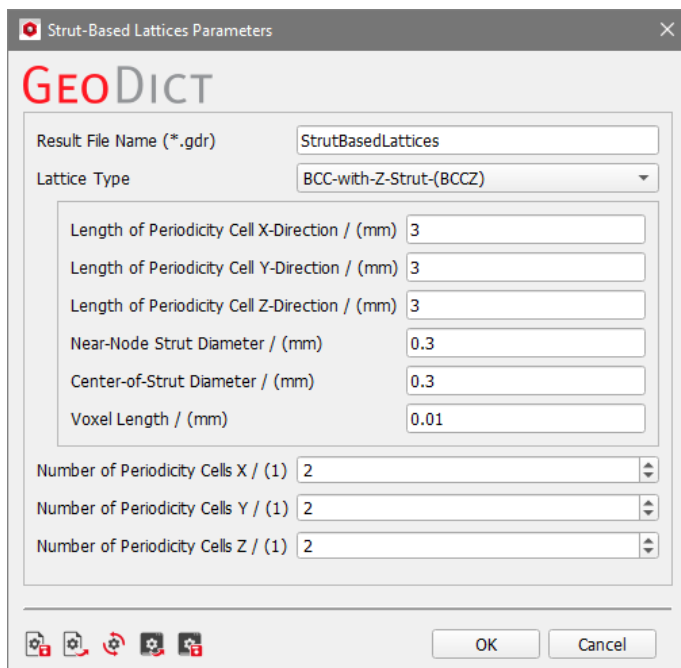 Strut-Based Lattices Parameters
GEODICT
Result File Name (*.gdr) StrutBasedLattices
Lattice Type BCC-with-Z-Strut-(BCCZ)
Length of Periodicity Cell X-Direction / (mm) 3
Length of Periodicity Cell Y-Direction / (mm) 3
Length of Periodicity Cell Z-Direction / (mm) 3
Near-Node Strut Diameter / (mm) 0.3
Center-of-Strut Diameter / (mm) 0.3
Voxel Length / (mm) 0.01
Number of Periodicity Cells X / (1) 2
Number of Periodicity Cells Y / (1) 2
Number of Periodicity Cells Z / (1) 2
OK Cancel